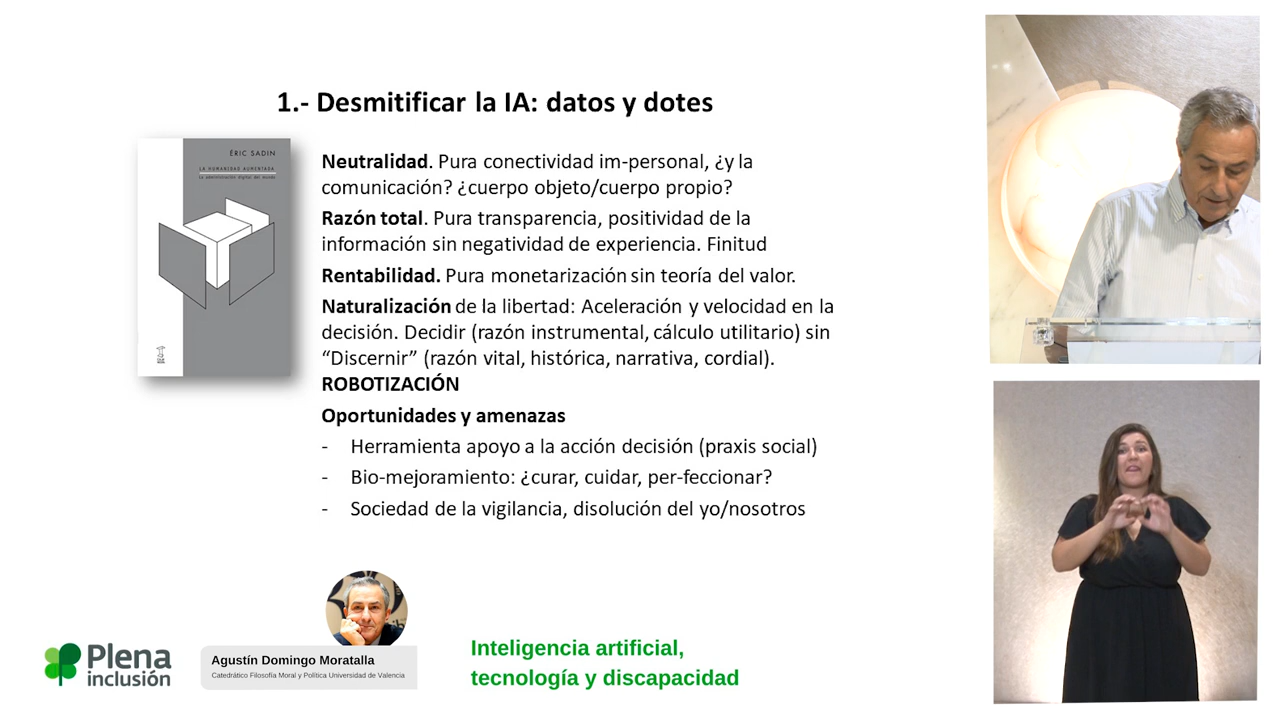 1.- Desmitificar la IA: datos y dotes
ÉRIC SADIN
LA HUMANIDAD AUMENTADA
La administración digital del mundo
Neutralidad. Pura conectividad im-personal, ¿y la
comunicación? ¿cuerpo objeto/cuerpo propio?
Razón total. Pura transparencia, positividad de la
información sin negatividad de experiencia. Finitud
Rentabilidad. Pura monetarización sin teoría del valor.
Naturalización de la libertad: Aceleración y velocidad en la
decisión. Decidir (razón instrumental, cálculo utilitario) sin
“Discernir” (razón vital, histórica, narrativa, cordial).
ROBOTIZACIÓN
Oportunidades y amenazas
- Herramienta apoyo a la acción decisión (praxis social)
- Bio-mejoramiento: ¿curar, cuidar, per-feccionar?
- Sociedad de la vigilancia, disolución del yo/nosotros
Plena
inclusión
Agustín Domingo Moratalla
Catedrático Filosofía Moral y Política Universidad de Valencia
Inteligencia artificial,
tecnología y discapacidad